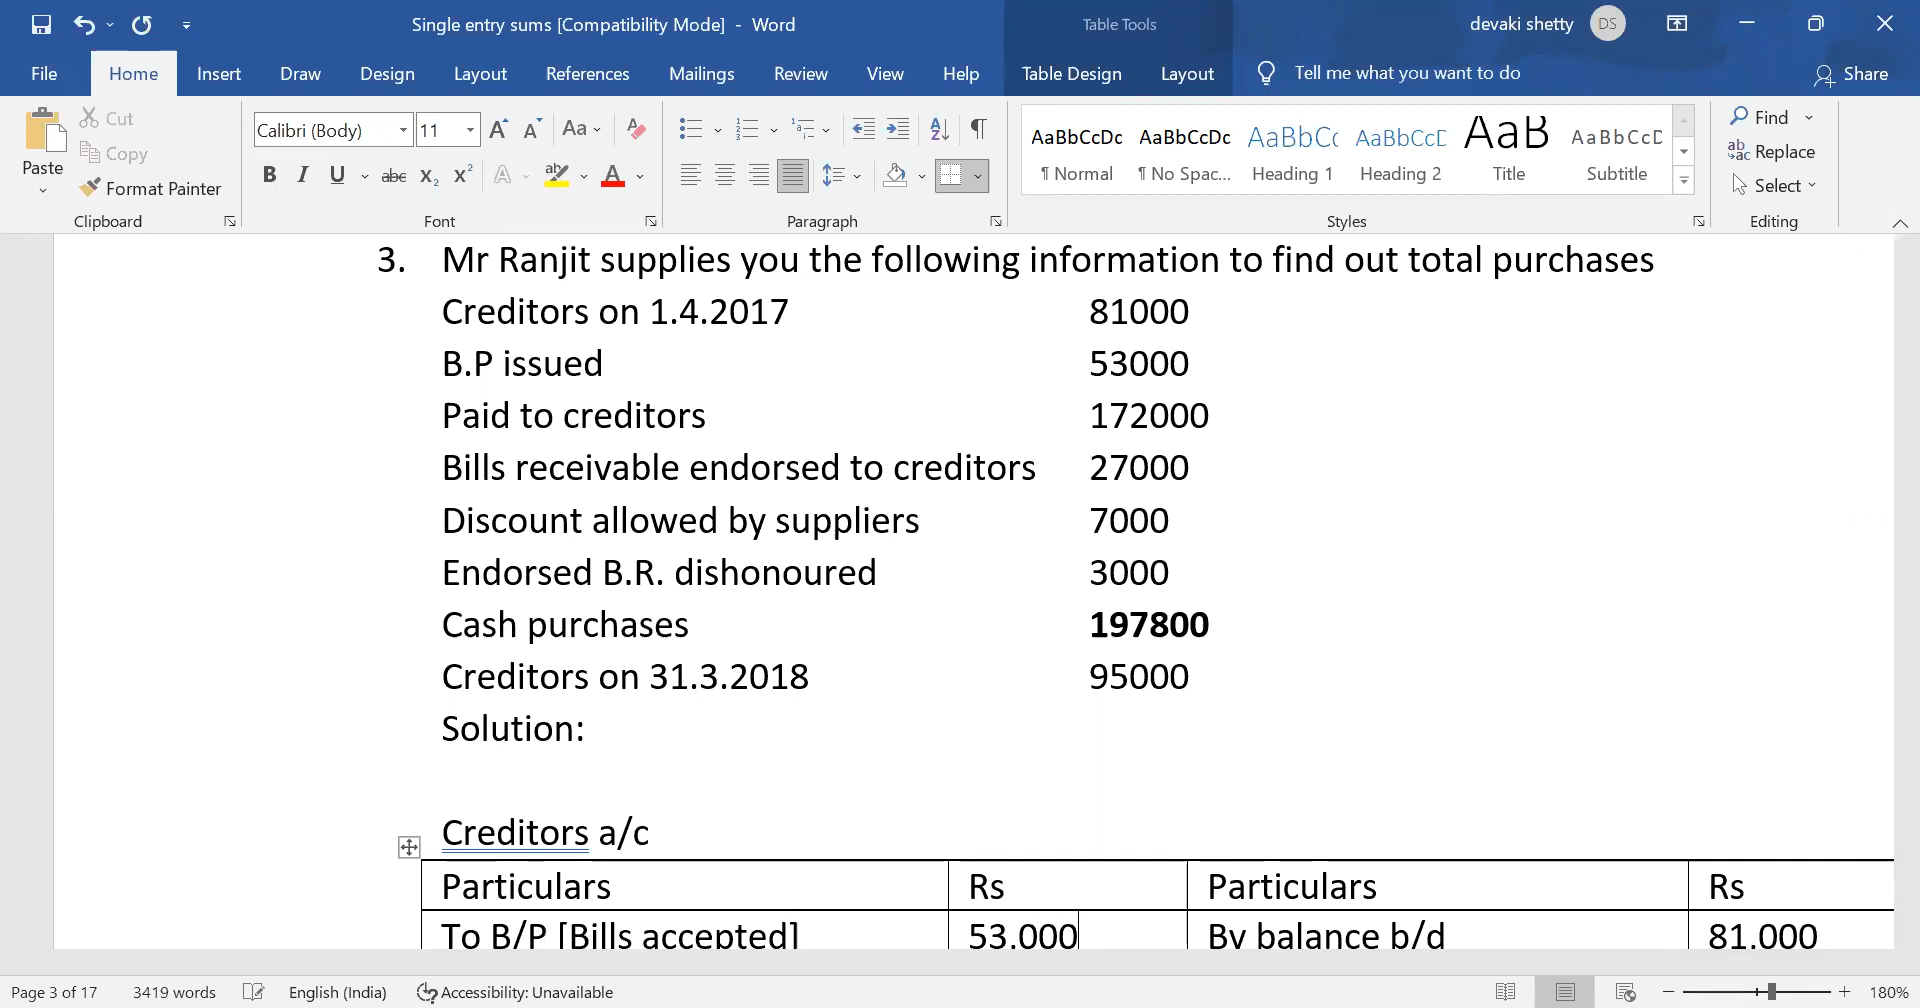 Single entry sums [Compatibility Mode] - Word
Table Tools
devaki shetty
DS
File Home Insert Draw Design Layout References Mailings Review View Help Table Design Layout Tell me what you want to do Share
Calibri (Body) 11
Paste
Cut
Copy
Format Painter
Clipboard
Font
Paragraph
AaBbCcDc AaBbCcDc AaBbCc AaBbCcD AaB AaBbCcD
¶ Normal ¶ No Spac... Heading 1 Heading 2 Title Subtitle
Styles
Find
Replace
Select
Editing
3. Mr Ranjit supplies you the following information to find out total purchases
Creditors on 1.4.2017 81000
B.P issued 53000
Paid to creditors 172000
Bills receivable endorsed to creditors 27000
Discount allowed by suppliers 7000
Endorsed B.R. dishonoured 3000
Cash purchases 197800
Creditors on 31.3.2018 95000
Solution:
Creditors a/c
Particulars Rs Particulars Rs
To B/P [Bills accepted] 53,000 By balance b/d 81,000
Page 3 of 17 3419 words English (India) Accessibility: Unavailable 180%